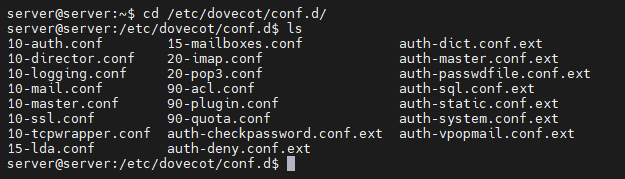 server@server:~$ cd /etc/dovecot/conf.d/
server@server:/etc/dovecot/conf.d$ ls
10-auth.conf 15-mailboxes.conf auth-dict.conf.ext
10-director.conf 20-imap.conf auth-master.conf.ext
10-logging.conf 20-pop3.conf auth-passwdfile.conf.ext
10-mail.conf 90-acl.conf auth-sql.conf.ext
10-master.conf 90-plugin.conf auth-static.conf.ext
10-ssl.conf 90-quota.conf auth-system.conf.ext
10-tcpwrapper.conf auth-checkpassword.conf.ext auth-vpopmail.conf.ext
15-lda.conf auth-deny.conf.ext
server@server:/etc/dovecot/conf.d$